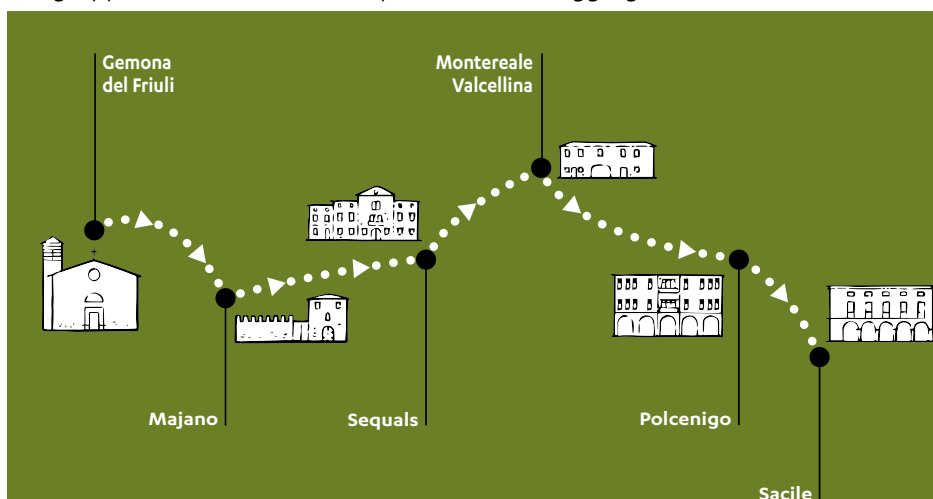 Gemona
del Friuli
Montereale
Valcellina
Majano
Sequals
Polcenigo
Sacile